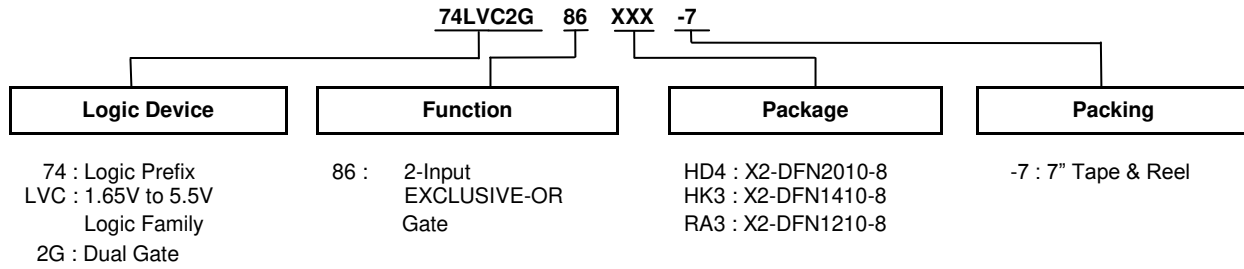 74LVC2G 86 XXX -7
Logic Device Function Package Packing
74 : Logic Prefix 86 : 2-Input HD4 : X2-DFN2010-8 -7 : 7” Tape & Reel
LVC : 1.65V to 5.5V EXCLUSIVE-OR HK3 : X2-DFN1410-8
Logic Family Gate RA3 : X2-DFN1210-8
2G : Dual Gate